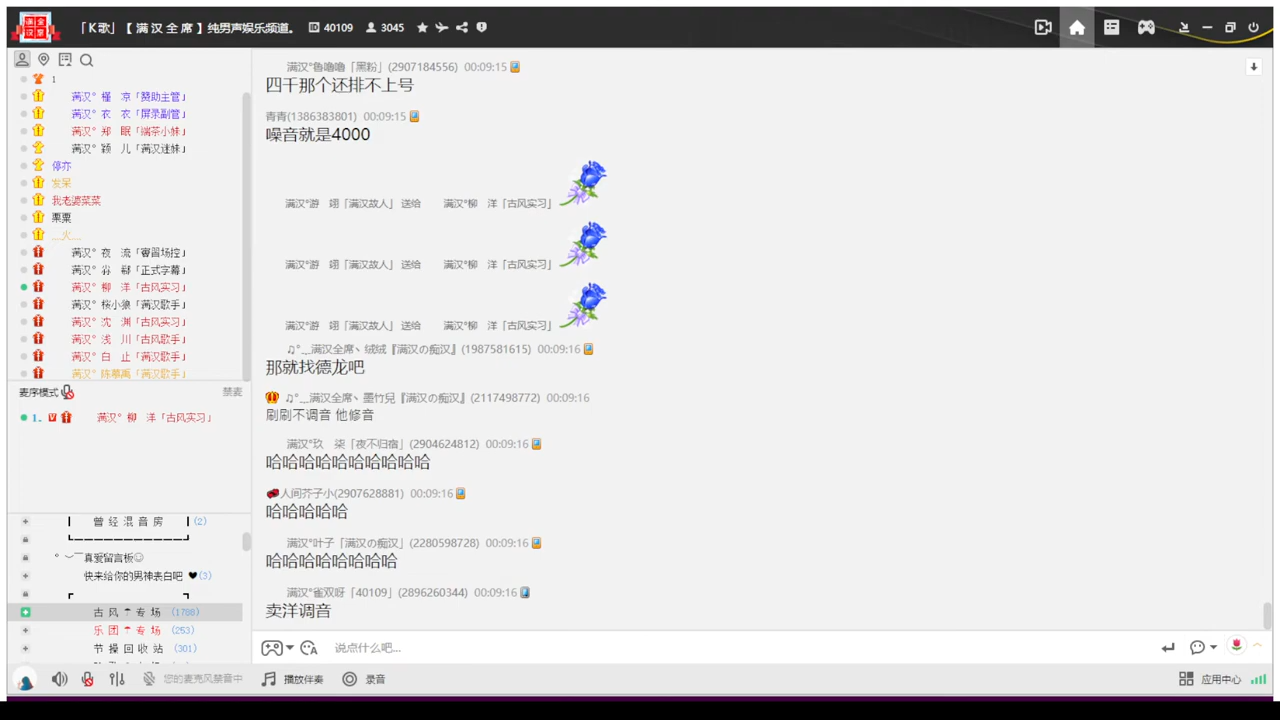 「K歌」【 满 汉 全 席 】纯男声娱乐频道。 ID 40109 3045
1
满汉°槿 凉「赞助主管」
满汉°衣 衣「屏录副管」
满汉°郑 眠「端茶小妹」
满汉°颖 儿「满汉迷妹」
停亦
发呆
我老婆菜菜
栗粟
﹎火﹎
满汉°夜 流「實習场控」
满汉°畄 辭「正式字幕」
满汉°柳 洋「古风实习」
满汉°桜小狼「满汉歌手」
满汉°沈 渊「古风实习」
满汉°浅 川「古风歌手」
满汉°白 止「满汉歌手」
满汉°陈慕禹「满汉歌手」
麦序模式 禁麦
1. 满汉°柳 洋「古风实习」
曾 经 混 音 房 (2)
真爱留言板
快来给你的男神表白吧 (3)
古 风 专 场 (1788)
乐 团 专 场 (253)
节 操 回 收 站 (301)
满汉°鲁噜噜「黑粉」(2907184556) 00:09:15
四千那个还排不上号
青青(1386383801) 00:09:15
噪音就是4000
满汉°游 翊「满汉故人」 送给 满汉°柳 洋「古风实习」
满汉°游 翊「满汉故人」 送给 满汉°柳 洋「古风实习」
满汉°游 翊「满汉故人」 送给 满汉°柳 洋「古风实习」
♫°﹎满汉全席丶绒绒『满汉の痴汉』(1987581615) 00:09:16
那就找德龙吧
♫°﹎满汉全席丶墨竹兒『满汉の痴汉』(2117498772) 00:09:16
刷刷不调音 他修音
满汉°玖 柒「夜不归宿」(2904624812) 00:09:16
哈哈哈哈哈哈哈哈哈哈
人间芥子小(2907628881) 00:09:16
哈哈哈哈哈
满汉°叶子「满汉の痴汉」(2280598728) 00:09:16
哈哈哈哈哈哈哈哈
满汉°雀双呀「40109」(2896260344) 00:09:16
卖洋调音
说点什么吧...
您的麦克风禁音中 播放伴奏 录音 应用中心